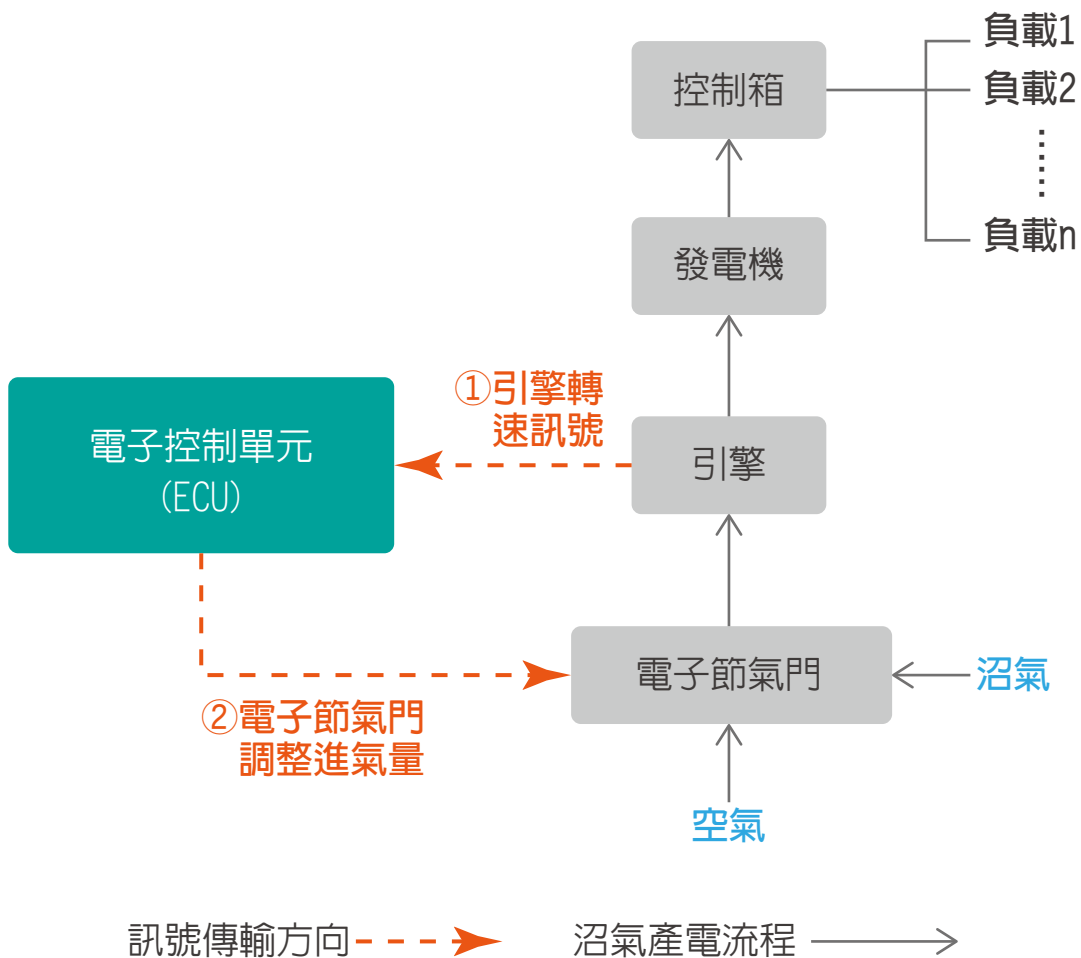 負載1
控制箱
負載2
負載n
發電機
①引擎轉
速訊號
電子控制單元
(ECU)
引擎
電子節氣門
沼氣
②電子節氣門
調整進氣量
空氣
訊號傳輸方向
沼氣產電流程